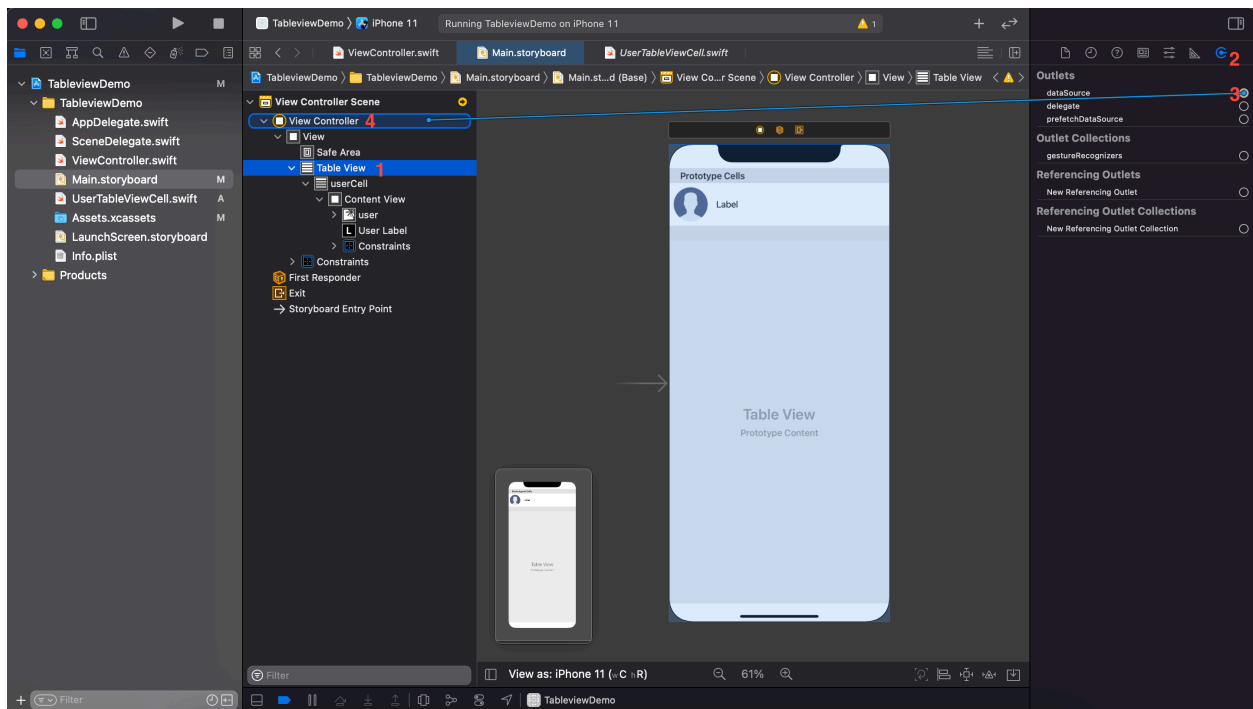 TableviewDemo 〉 iPhone 11
Running TableviewDemo on iPhone 11
1
ViewController.swift
Main.storyboard
UserTableViewCell.swift
2
TableviewDemo 〉 TableviewDemo 〉 Main.storyboard 〉 Main.st...d (Base) 〉 View Co...r Scene 〉 View Controller 〉 View 〉 Table View
TableviewDemo M
TableviewDemo
AppDelegate.swift
SceneDelegate.swift
ViewController.swift
Main.storyboard M
UserTableViewCell.swift A
Assets.xcassets M
LaunchScreen.storyboard
Info.plist
Products
Filter
View Controller Scene
View Controller 4
View
Safe Area
Table View 1
userCell
Content View
user
L User Label
Constraints
Constraints
First Responder
Exit
Storyboard Entry Point
Filter
Prototype Cells
Label
Table View
Prototype Content
Table View
View as: iPhone 11 (wC hR)
61%
TableviewDemo
Outlets
dataSource 3
delegate
prefetchDataSource
Outlet Collections
gestureRecognizers
Referencing Outlets
New Referencing Outlet
Referencing Outlet Collections
New Referencing Outlet Collection